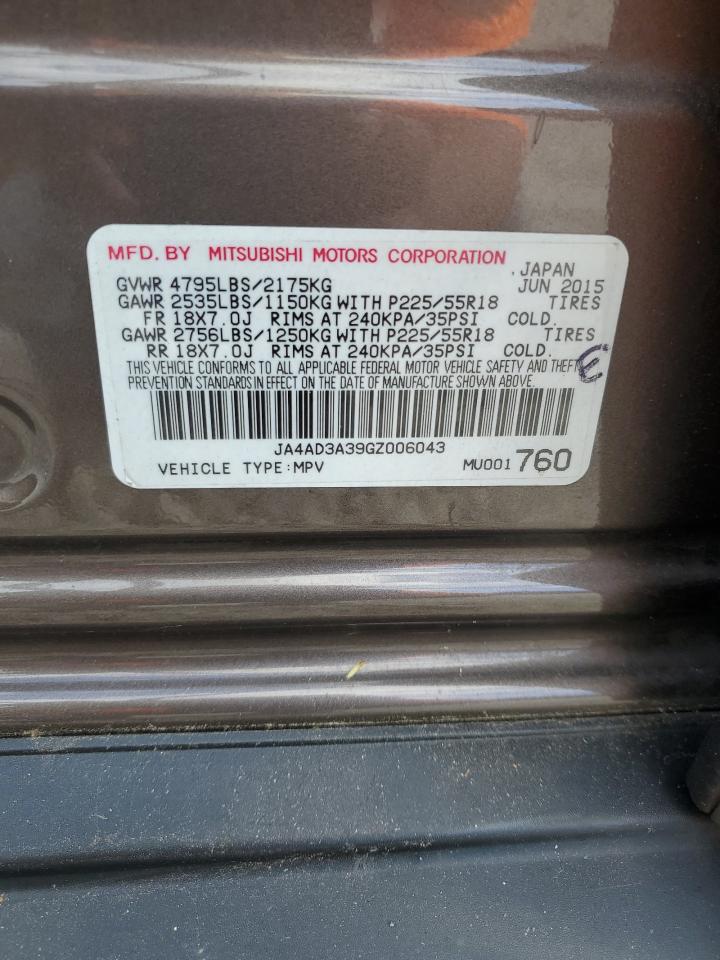 MFD. BY MITSUBISHI MOTORS CORPORATION
, JAPAN
GVWR 4795LBS/2175KG JUN 2015
GAWR 2535LBS/1150KG WITH P225/55R18 TIRES
FR 18X7.0J RIMS AT 240KPA/35PSI COLD.
GAWR 2756LBS/1250KG WITH P225/55R18 TIRES
RR 18X7.0J RIMS AT 240KPA/35PSI COLD.
THIS VEHICLE CONFORMS TO ALL APPLICABLE FEDERAL MOTOR VEHICLE SAFETY AND THEFT
PREVENTION STANDARDS IN EFFECT ON THE DATE OF MANUFACTURE SHOWN ABOVE.
E
JA4AD3A39GZ006043
VEHICLE TYPE:MPV MU001 760